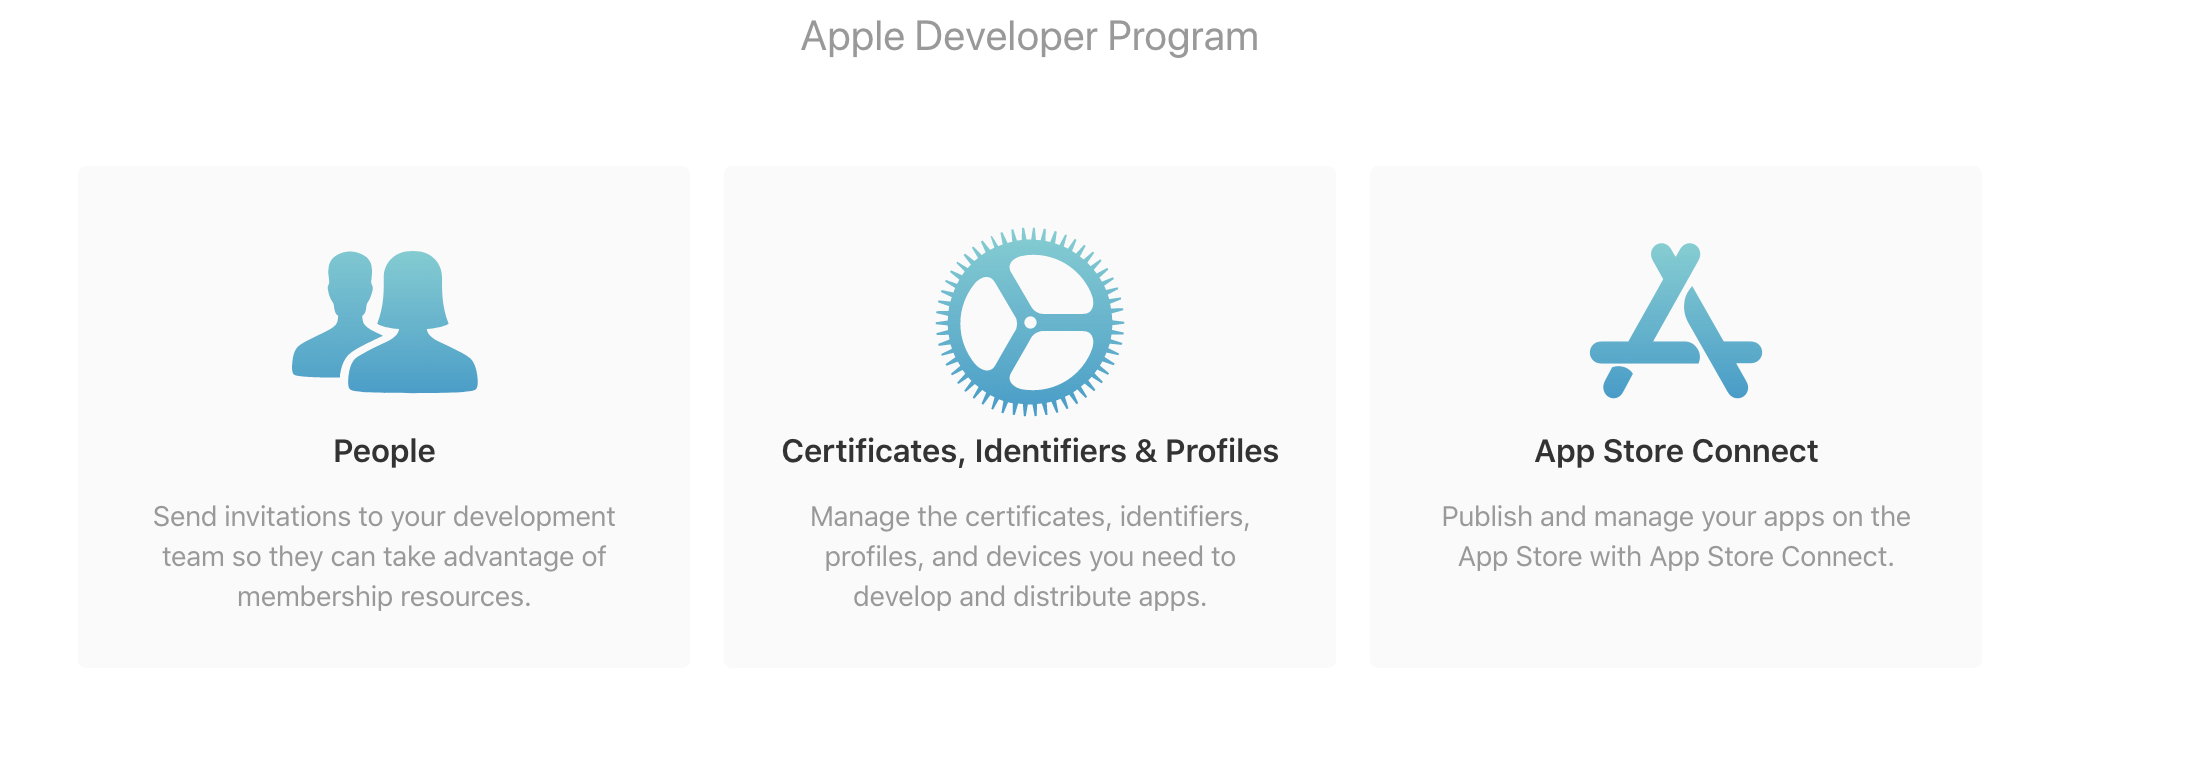 Apple Developer Program
People
Send invitations to your development
team so they can take advantage of
membership resources.
Certificates, Identifiers & Profiles
Manage the certificates, identifiers,
profiles, and devices you need to
develop and distribute apps.
App Store Connect
Publish and manage your apps on the
App Store with App Store Connect.